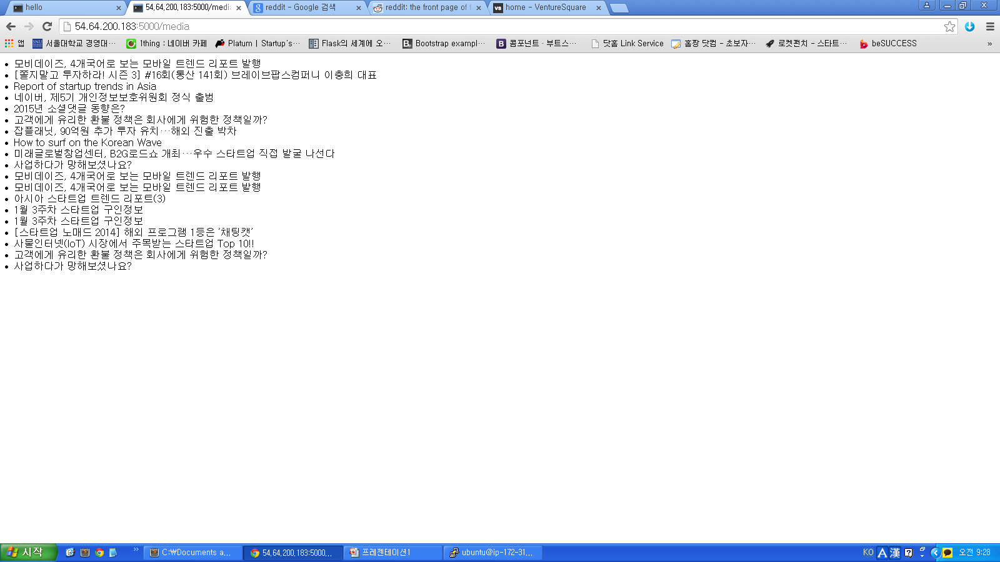 hello
54.64.200.183:5000/media
reddit - Google 검색
reddit: the front page of t
home - VentureSquare
54.64.200.183:5000/media
앱
서울대학교 경영대…
1thing : 네이버 카페
Platum | Startup's…
Flask의 세계에 오…
Bootstrap exampl…
콤포넌트 · 부트스…
닷홈 Link Service
홈짱 닷컴 - 초보자…
로켓펀치 - 스타트…
beSUCCESS
»
모비데이즈, 4개국어로 보는 모바일 트렌드 리포트 발행
[쫄지말고 투자하라! 시즌 3] #16회(통산 141회) 브레이브팝스컴퍼니 이충희 대표
Report of startup trends in Asia
네이버, 제5기 개인정보보호위원회 정식 출범
2015년 소셜댓글 동향은?
고객에게 유리한 환불 정책은 회사에게 위험한 정책일까?
잡플래닛, 90억원 추가 투자 유치…해외 진출 박차
How to surf on the Korean Wave
미래글로벌창업센터, B2G로드쇼 개최…우수 스타트업 직접 발굴 나선다
사업하다가 망해보셨나요?
모비데이즈, 4개국어로 보는 모바일 트렌드 리포트 발행
모비데이즈, 4개국어로 보는 모바일 트렌드 리포트 발행
아시아 스타트업 트렌드 리포트(3)
1월 3주차 스타트업 구인정보
1월 3주차 스타트업 구인정보
[스타트업 노매드 2014] 해외 프로그램 1등은 ‘채팅캣’
사물인터넷(IoT) 시장에서 주목받는 스타트업 Top 10!!
고객에게 유리한 환불 정책은 회사에게 위험한 정책일까?
사업하다가 망해보셨나요?
시작
»
C:₩Documents a...
54.64.200.183:5000...
프레젠테이션1
ubuntu@ip-172-31...
KO
A
漢
오전 9:28